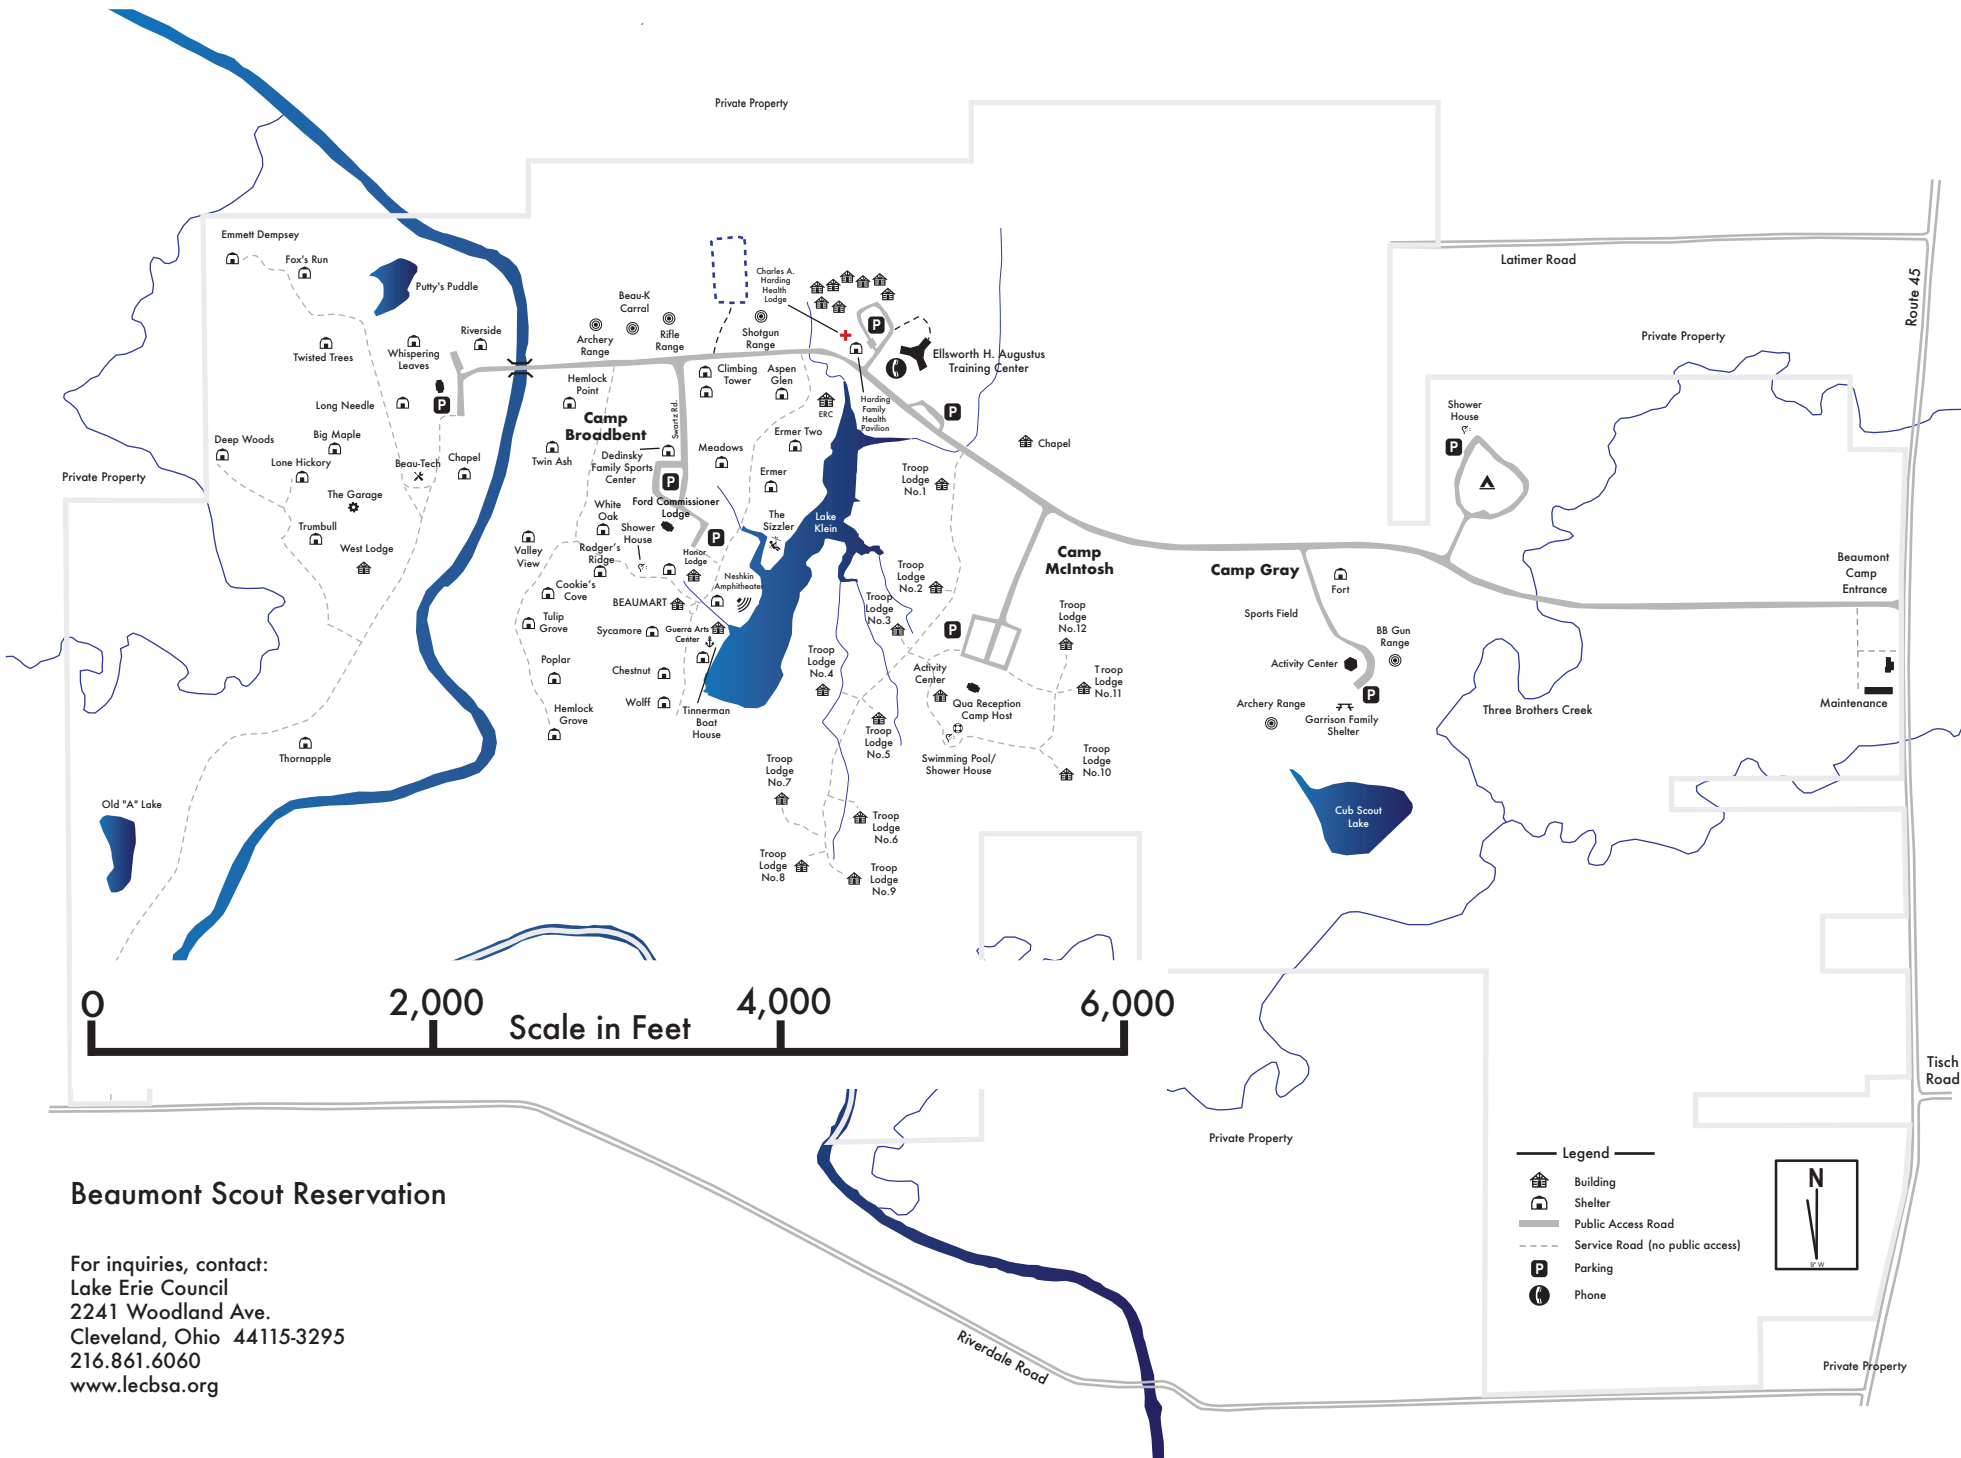 Private Property
Emmett Dempsey
Fox's Run
Putty's Puddle
Twisted Trees
Whispering
Leaves
Riverside
Long Needle
Deep Woods
Big Maple
Lone Hickory
Beau-Tech
Chapel
The Garage
Trumbull
West Lodge
Private Property
Thornapple
Old "A" Lake
Beau-K
Carral
Archery
Range
Rifle
Range
Shotgun
Range
Charles A.
Harding
Health
Lodge
P
Ellsworth H. Augustus
Training Center
Harding
Family
Health
Pavilion
Hemlock
Point
Climbing
Tower
Aspen
Glen
ERC
Camp
Broadbent
Swartz Rd.
Twin Ash
Dedinsky
Family Sports
Center
Meadows
Ermer Two
Ermer
P
P
Ford Commissioner
Lodge
White
Oak
Shower
House
The
Sizzler
Lake
Klein
Valley
View
Rodger's
Ridge
Honor
Lodge
P
Neshkin
Amphitheater
Cookie's
Cove
BEAUMART
Tulip
Grove
Sycamore
Guerra Arts
Center
Poplar
Chestnut
Wolff
Hemlock
Grove
Tinnerman
Boat
House
P
Chapel
Troop
Lodge
No.1
Troop
Lodge
No.2
Troop
Lodge
No.3
Troop
Lodge
No.4
Troop
Lodge
No.5
Troop
Lodge
No.7
Troop
Lodge
No.6
Troop
Lodge
No.8
Troop
Lodge
No.9
P
Camp
McIntosh
Troop
Lodge
No.12
Troop
Lodge
No.11
Troop
Lodge
No.10
Activity
Center
Qua Reception
Camp Host
Swimming Pool/
Shower House
Camp Gray
Fort
Sports Field
BB Gun
Range
Activity Center
P
Archery Range
Garrison Family
Shelter
Cub Scout
Lake
Three Brothers Creek
Shower
House
P
Latimer Road
Private Property
Route 45
Beaumont
Camp
Entrance
Maintenance
0
2,000
4,000
6,000
Scale in Feet
Tisch
Road
Private Property
Riverdale Road
Private Property
Beaumont Scout Reservation
For inquiries, contact:
Lake Erie Council
2241 Woodland Ave.
Cleveland, Ohio 44115-3295
216.861.6060
www.lecbsa.org
Legend
Building
Shelter
Public Access Road
Service Road (no public access)
P Parking
Phone
N
9° W